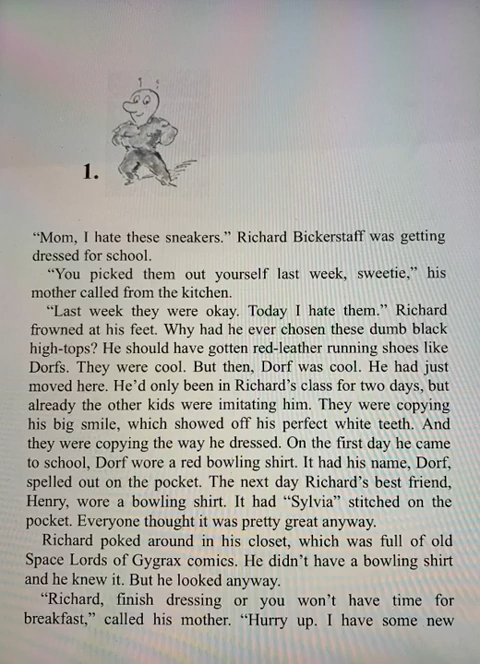 1.
“Mom, I hate these sneakers.” Richard Bickerstaff was getting
dressed for school.
“You picked them out yourself last week, sweetie,” his
mother called from the kitchen.
“Last week they were okay. Today I hate them.” Richard
frowned at his feet. Why had he ever chosen these dumb black
high-tops? He should have gotten red-leather running shoes like
Dorfs. They were cool. But then, Dorf was cool. He had just
moved here. He’d only been in Richard’s class for two days, but
already the other kids were imitating him. They were copying
his big smile, which showed off his perfect white teeth. And
they were copying the way he dressed. On the first day he came
to school, Dorf wore a red bowling shirt. It had his name, Dorf,
spelled out on the pocket. The next day Richard’s best friend,
Henry, wore a bowling shirt. It had “Sylvia” stitched on the
pocket. Everyone thought it was pretty great anyway.
Richard poked around in his closet, which was full of old
Space Lords of Gygrax comics. He didn’t have a bowling shirt
and he knew it. But he looked anyway.
“Richard, finish dressing or you won’t have time for
breakfast,” called his mother. “Hurry up. I have some new